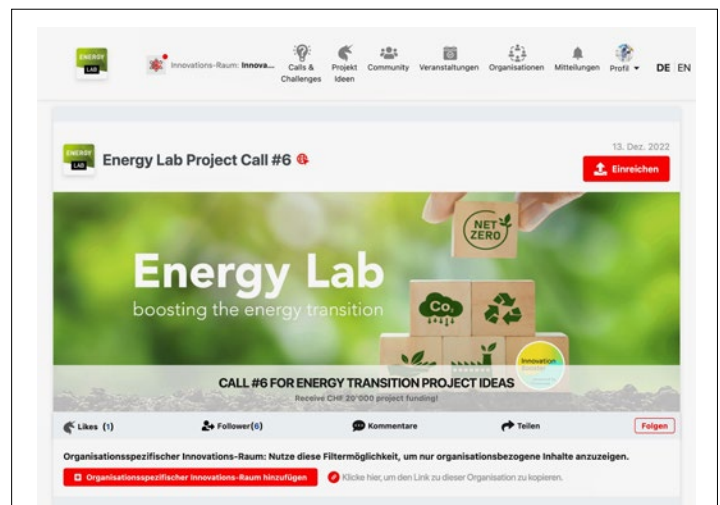 ENERGY
LAB
Innovations-Raum: Innova...
Calls &
Challenges
Projekt
Ideen
Community
Veranstaltungen
Organisationen
Mitteilungen
Profil
DE EN
ENERGY
LAB
Energy Lab Project Call #6
13. Dez. 2022
Einreichen
NET
ZERO
Energy Lab
boosting the energy transition
CO₂
Innovation
Booster
CALL #6 FOR ENERGY TRANSITION PROJECT IDEAS
Receive CHF 20'000 project funding!
Likes (1)
Follower(6)
Kommentare
Teilen
Folgen
Organisationsspezifischer Innovations-Raum: Nutze diese Filtermöglichkeit, um nur organisationsbezogene Inhalte anzuzeigen.
Organisationsspezifischer Innovations-Raum hinzufügen
Klicke hier, um den Link zu dieser Organisation zu kopieren.